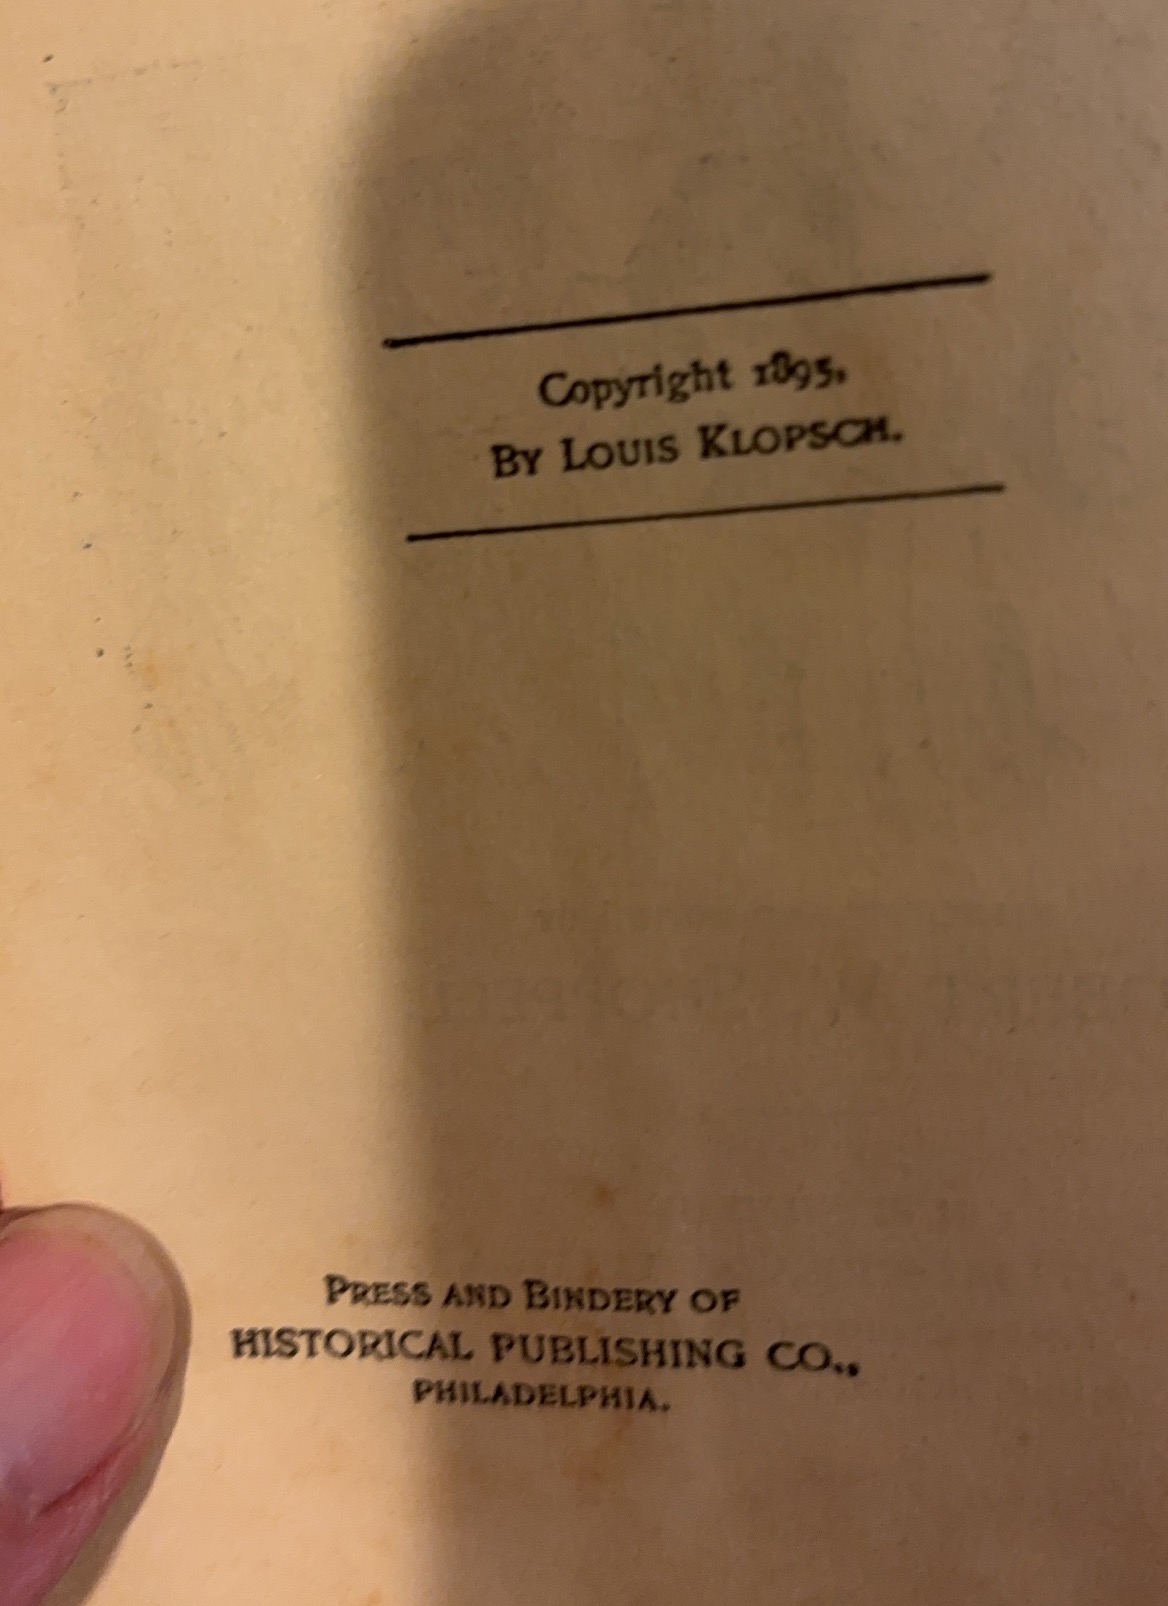 Copyright 1895,
BY LOUIS KLOPSCH.
PRESS AND BINDERY OF
HISTORICAL PUBLISHING CO.,
PHILADELPHIA.